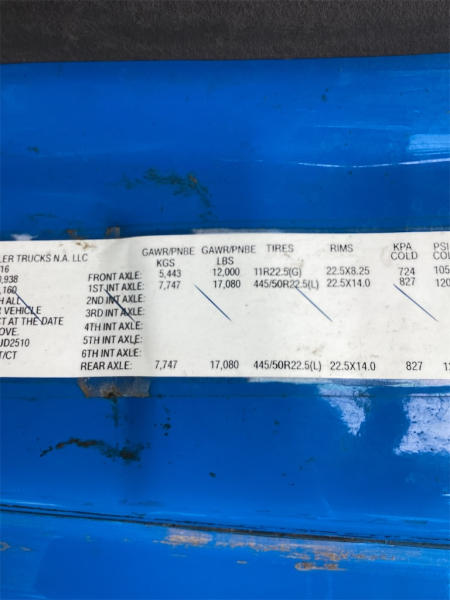 LER TRUCKS N.A. LLC
16
,938
,160
H ALL
R VEHICLE
CT AT THE DATE
OVE.
JD2510
T/CT
GAWR/PNBE GAWR/PNBE TIRES RIMS KPA PSI
KGS LBS COLD COLD
FRONT AXLE: 5,443 12,000 11R22.5(G) 22.5X8.25 724 105
1ST INT AXLE: 7,747 17,080 445/50R22.5(L) 22.5X14.0 827 120
2ND INT AXLE:
3RD INT AXLE:
4TH INT AXLE:
5TH INT AXLE:
6TH INT AXLE:
REAR AXLE: 7,747 17,080 445/50R22.5(L) 22.5X14.0 827 12